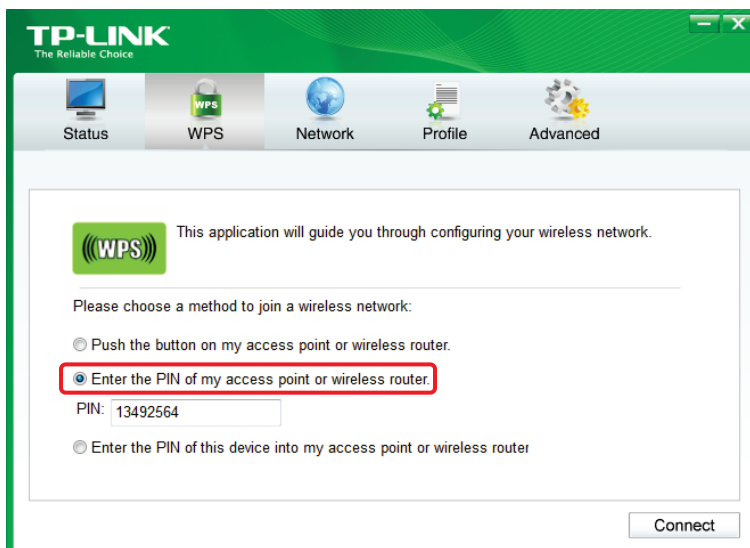 TP-LINK
The Reliable Choice
Status
WPS
WPS
Network
Profile
Advanced
(((WPS)))
This application will guide you through configuring your wireless network.
Please choose a method to join a wireless network:
Push the button on my access point or wireless router.
Enter the PIN of my access point or wireless router.
PIN: 13492564
Enter the PIN of this device into my access point or wireless router
Connect